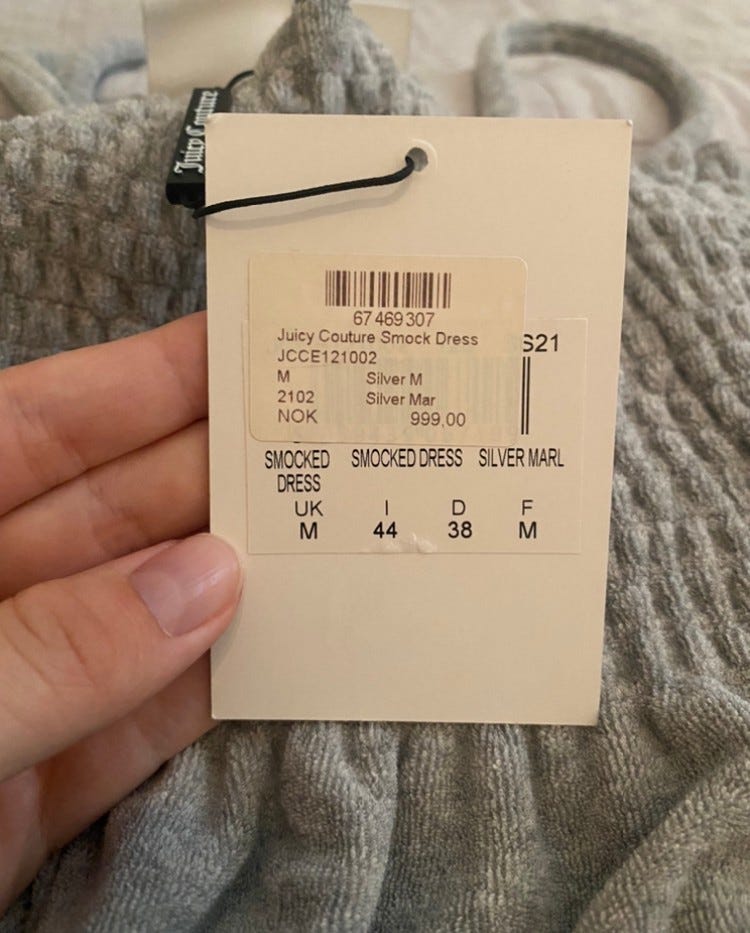 Juicy Couture
67 469 307
Juicy Couture Smock Dress
JCCE121002
M Silver M
2102 Silver Mar
NOK 999,00
S21
SMOCKED DRESS SMOCKED DRESS SILVER MARL
UK I D F
M 44 38 M